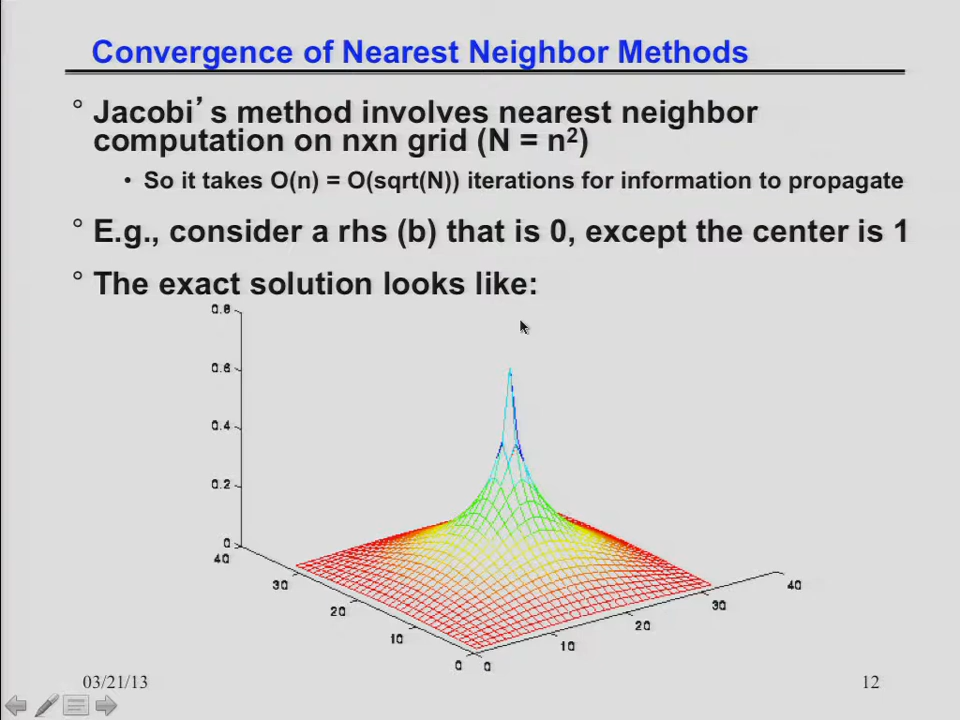 Convergence of Nearest Neighbor Methods
° Jacobi’s method involves nearest neighbor
computation on nxn grid (N = n²)
• So it takes O(n) = O(sqrt(N)) iterations for information to propagate
° E.g., consider a rhs (b) that is 0, except the center is 1
° The exact solution looks like:
0.8
0.6
0.4
0.2
0
40
30
20
10
0
0
10
20
30
40
03/21/13
12